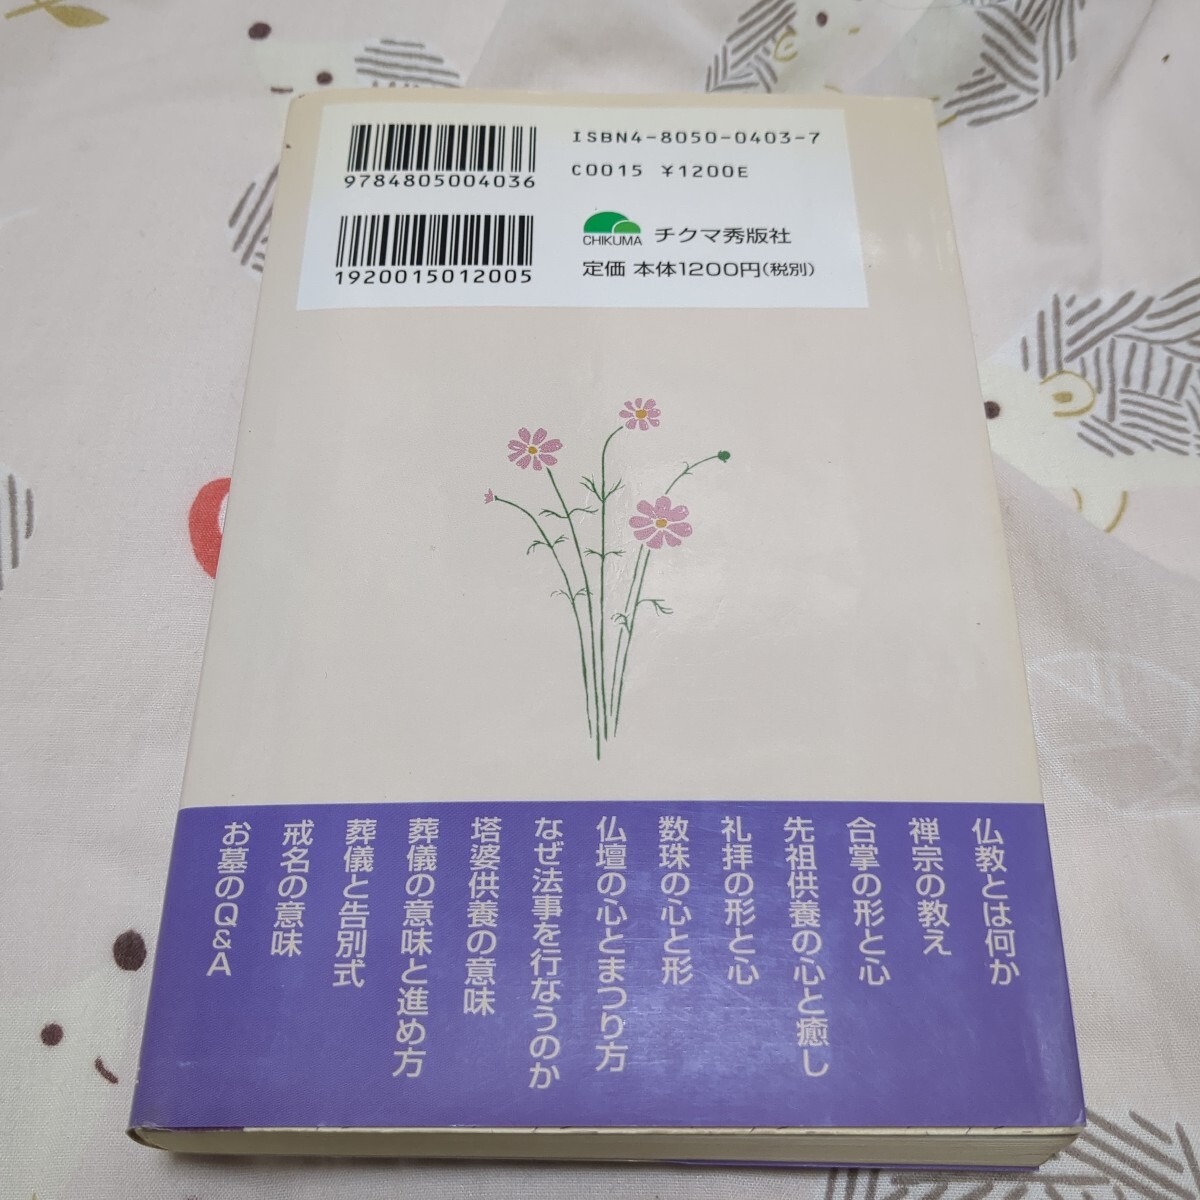 9784805004036
ISBN4-8050-0403-7
C0015 ¥1200E
1920015012005
CHIKUMA
チクマ秀版社
定価 本体1200円(税別)
仏教とは何か
禅宗の教え
合掌の形と心
先祖供養の心と癒し
礼拝の形と心
数珠の心と形
仏壇の心とまつり方
なぜ法事を行なうのか
塔婆供養の意味
葬儀の意味と進め方
葬儀と告別式
戒名の意味
お墓のQ&A